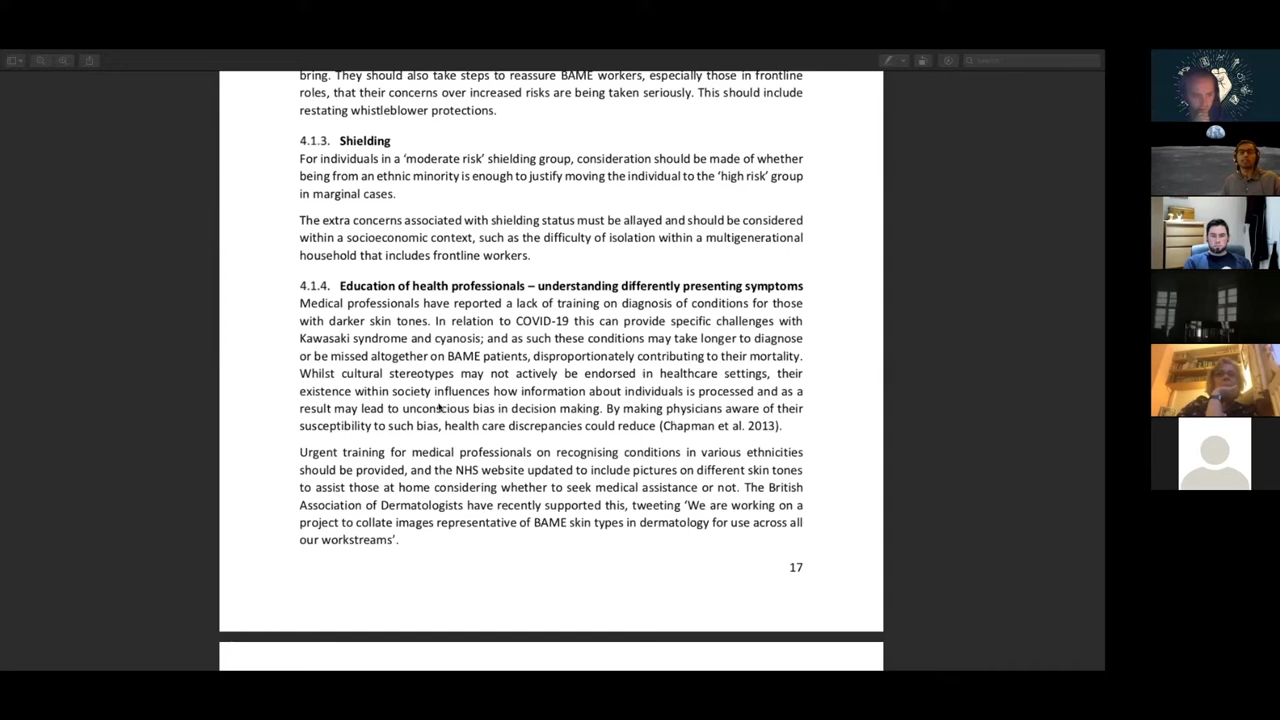 bring. They should also take steps to reassure BAME workers, especially those in frontline
roles, that their concerns over increased risks are being taken seriously. This should include
restating whistleblower protections.
4.1.3. Shielding
For individuals in a ‘moderate risk’ shielding group, consideration should be made of whether
being from an ethnic minority is enough to justify moving the individual to the ‘high risk’ group
in marginal cases.
The extra concerns associated with shielding status must be allayed and should be considered
within a socioeconomic context, such as the difficulty of isolation within a multigenerational
household that includes frontline workers.
4.1.4. Education of health professionals – understanding differently presenting symptoms
Medical professionals have reported a lack of training on diagnosis of conditions for those
with darker skin tones. In relation to COVID-19 this can provide specific challenges with
Kawasaki syndrome and cyanosis; and as such these conditions may take longer to diagnose
or be missed altogether on BAME patients, disproportionately contributing to their mortality.
Whilst cultural stereotypes may not actively be endorsed in healthcare settings, their
existence within society influences how information about individuals is processed and as a
result may lead to unconscious bias in decision making. By making physicians aware of their
susceptibility to such bias, health care discrepancies could reduce (Chapman et al. 2013).
Urgent training for medical professionals on recognising conditions in various ethnicities
should be provided, and the NHS website updated to include pictures on different skin tones
to assist those at home considering whether to seek medical assistance or not. The British
Association of Dermatologists have recently supported this, tweeting ‘We are working on a
project to collate images representative of BAME skin types in dermatology for use across all
our workstreams’.
17